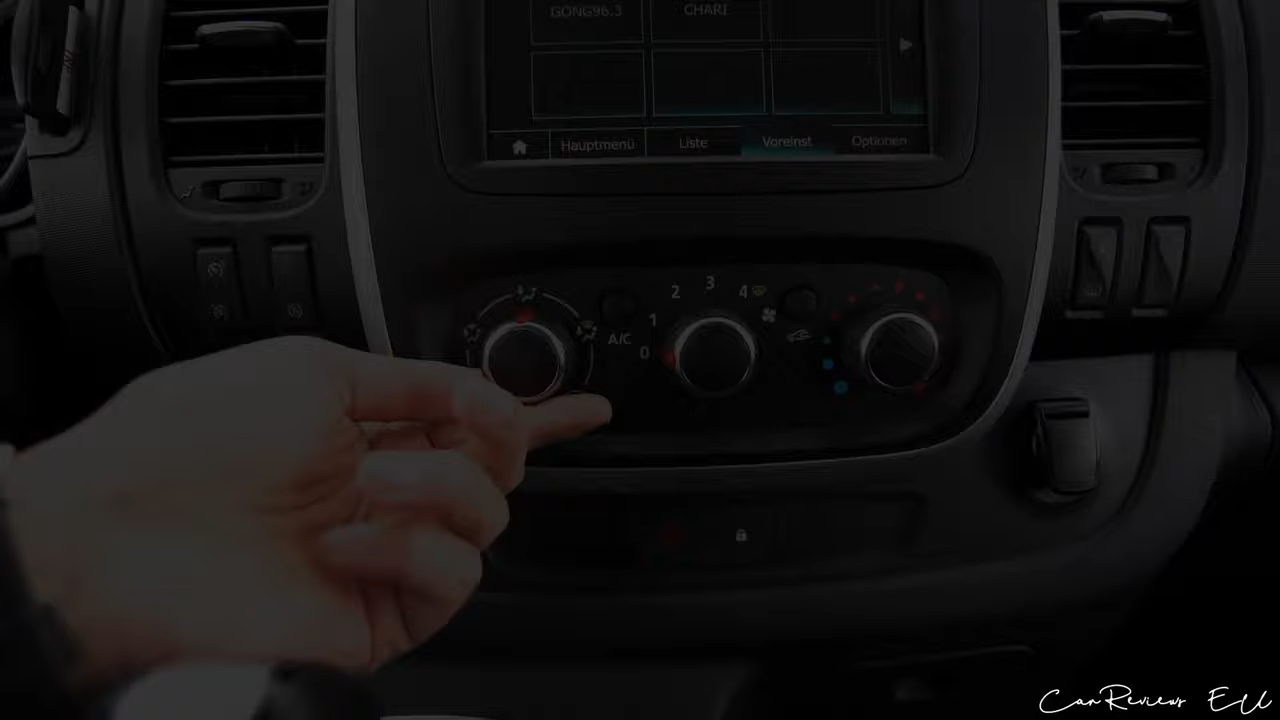 GONG96.3 CHARI
Hauptmenü Liste Voreinst Optionen
2 3 4
1
A/C
0
CarReviews EU